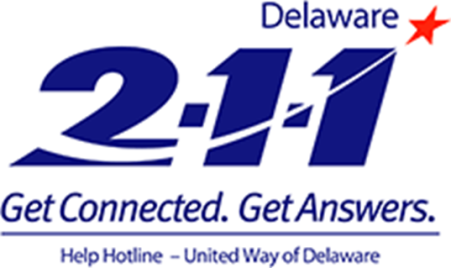 Delaware
2-1-1
Get Connected. Get Answers.
Help Hotline – United Way of Delaware